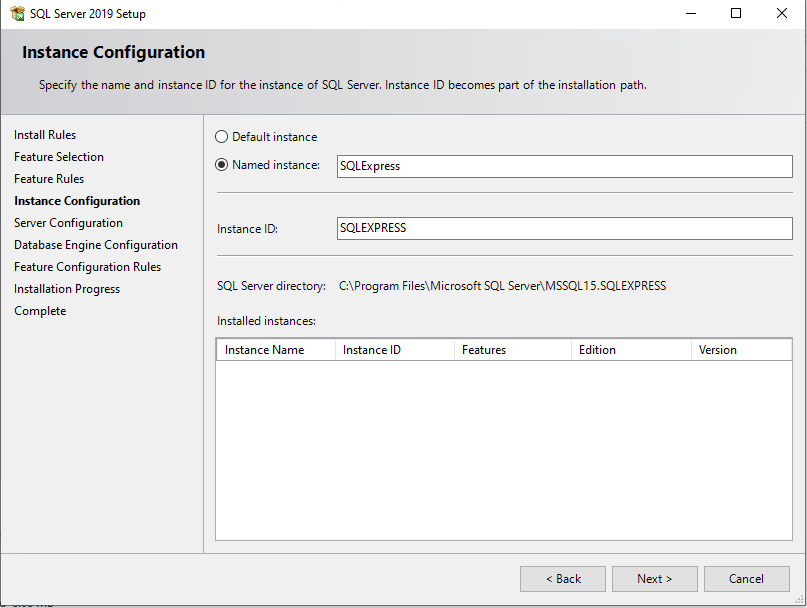 SQL Server 2019 Setup
Instance Configuration
Specify the name and instance ID for the instance of SQL Server. Instance ID becomes part of the installation path.
Install Rules
Feature Selection
Feature Rules
Instance Configuration
Server Configuration
Database Engine Configuration
Feature Configuration Rules
Installation Progress
Complete
Default instance
Named instance: SQLExpress
Instance ID: SQLEXPRESS
SQL Server directory: C:\Program Files\Microsoft SQL Server\MSSQL15.SQLEXPRESS
Installed instances:
Instance Name Instance ID Features Edition Version
< Back Next > Cancel